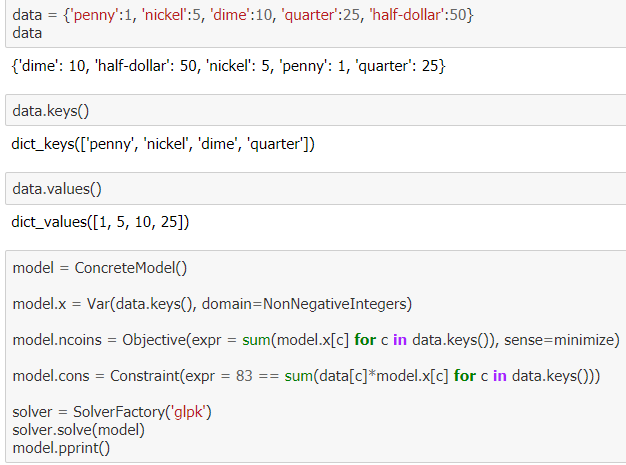 data = {'penny':1, 'nickel':5, 'dime':10, 'quarter':25, 'half-dollar':50}
data
{'dime': 10, 'half-dollar': 50, 'nickel': 5, 'penny': 1, 'quarter': 25}
data.keys()
dict_keys(['penny', 'nickel', 'dime', 'quarter'])
data.values()
dict_values([1, 5, 10, 25])
model = ConcreteModel()
model.x = Var(data.keys(), domain=NonNegativeIntegers)
model.ncoins = Objective(expr = sum(model.x[c] for c in data.keys()), sense=minimize)
model.cons = Constraint(expr = 83 == sum(data[c]*model.x[c] for c in data.keys()))
solver = SolverFactory('glpk')
solver.solve(model)
model.pprint()